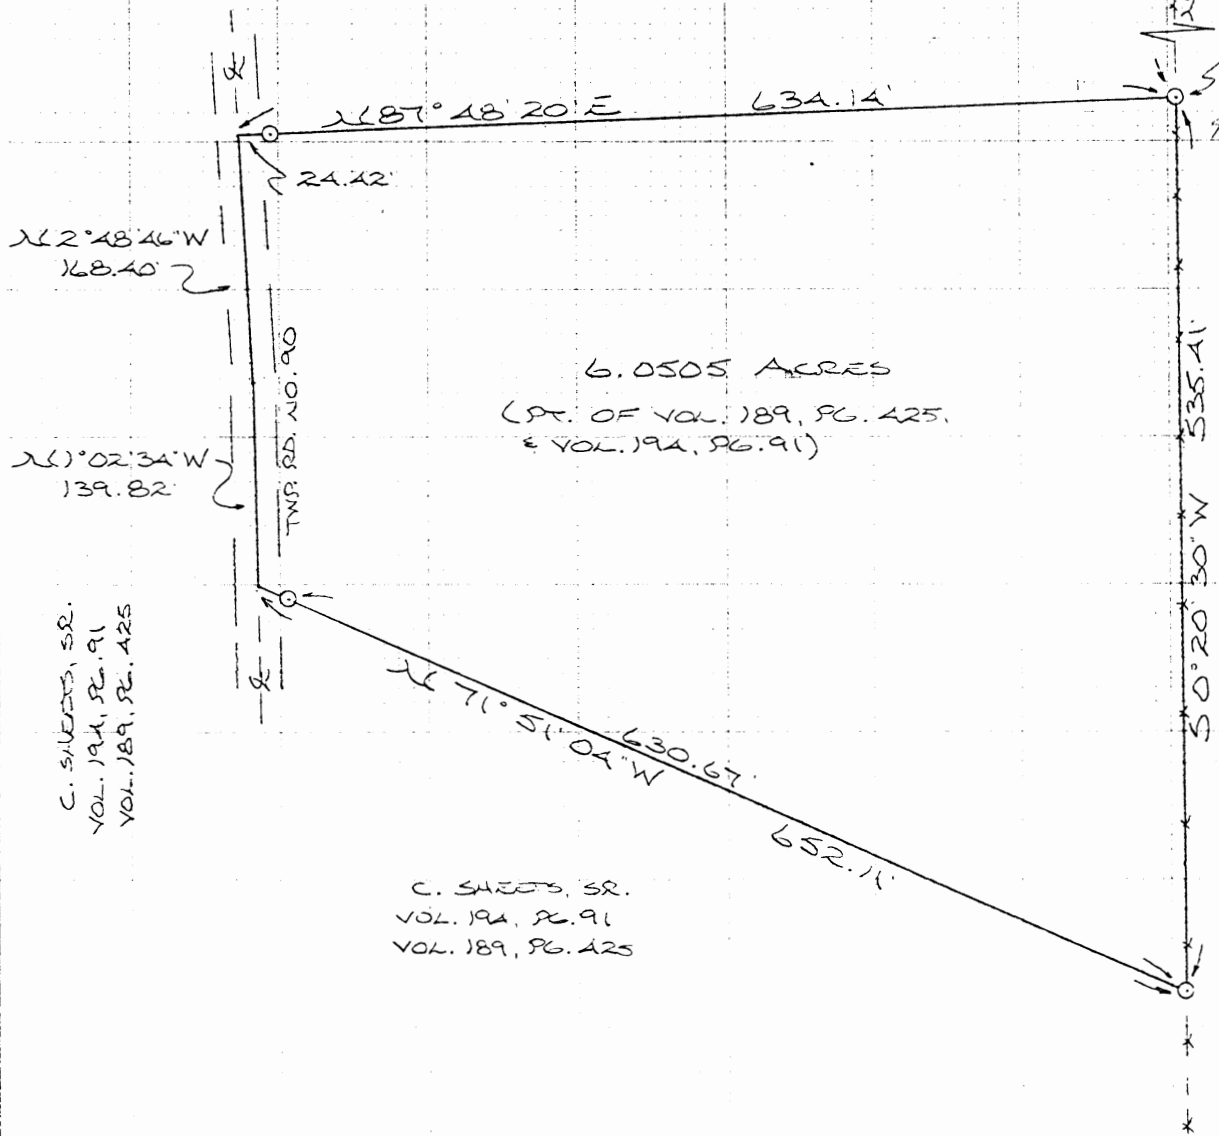 N 87° 48' 20" E 634.14'
24.42'
N 2° 48' 46" W
168.40'
TWP. RD. NO. 90
6.0505 ACRES
(PT. OF VOL. 189, PG. 425,
& VOL. 194, PG. 91)
N 1° 02' 34" W
139.82'
535.41'
S 0° 20' 30" W
C. SHEETS, SR.
VOL. 194, PG. 91
VOL. 189, PG. 425
N 71° 51' 04" W
630.67'
652.11'
C. SHEETS, SR.
VOL. 194, PG. 91
VOL. 189, PG. 425